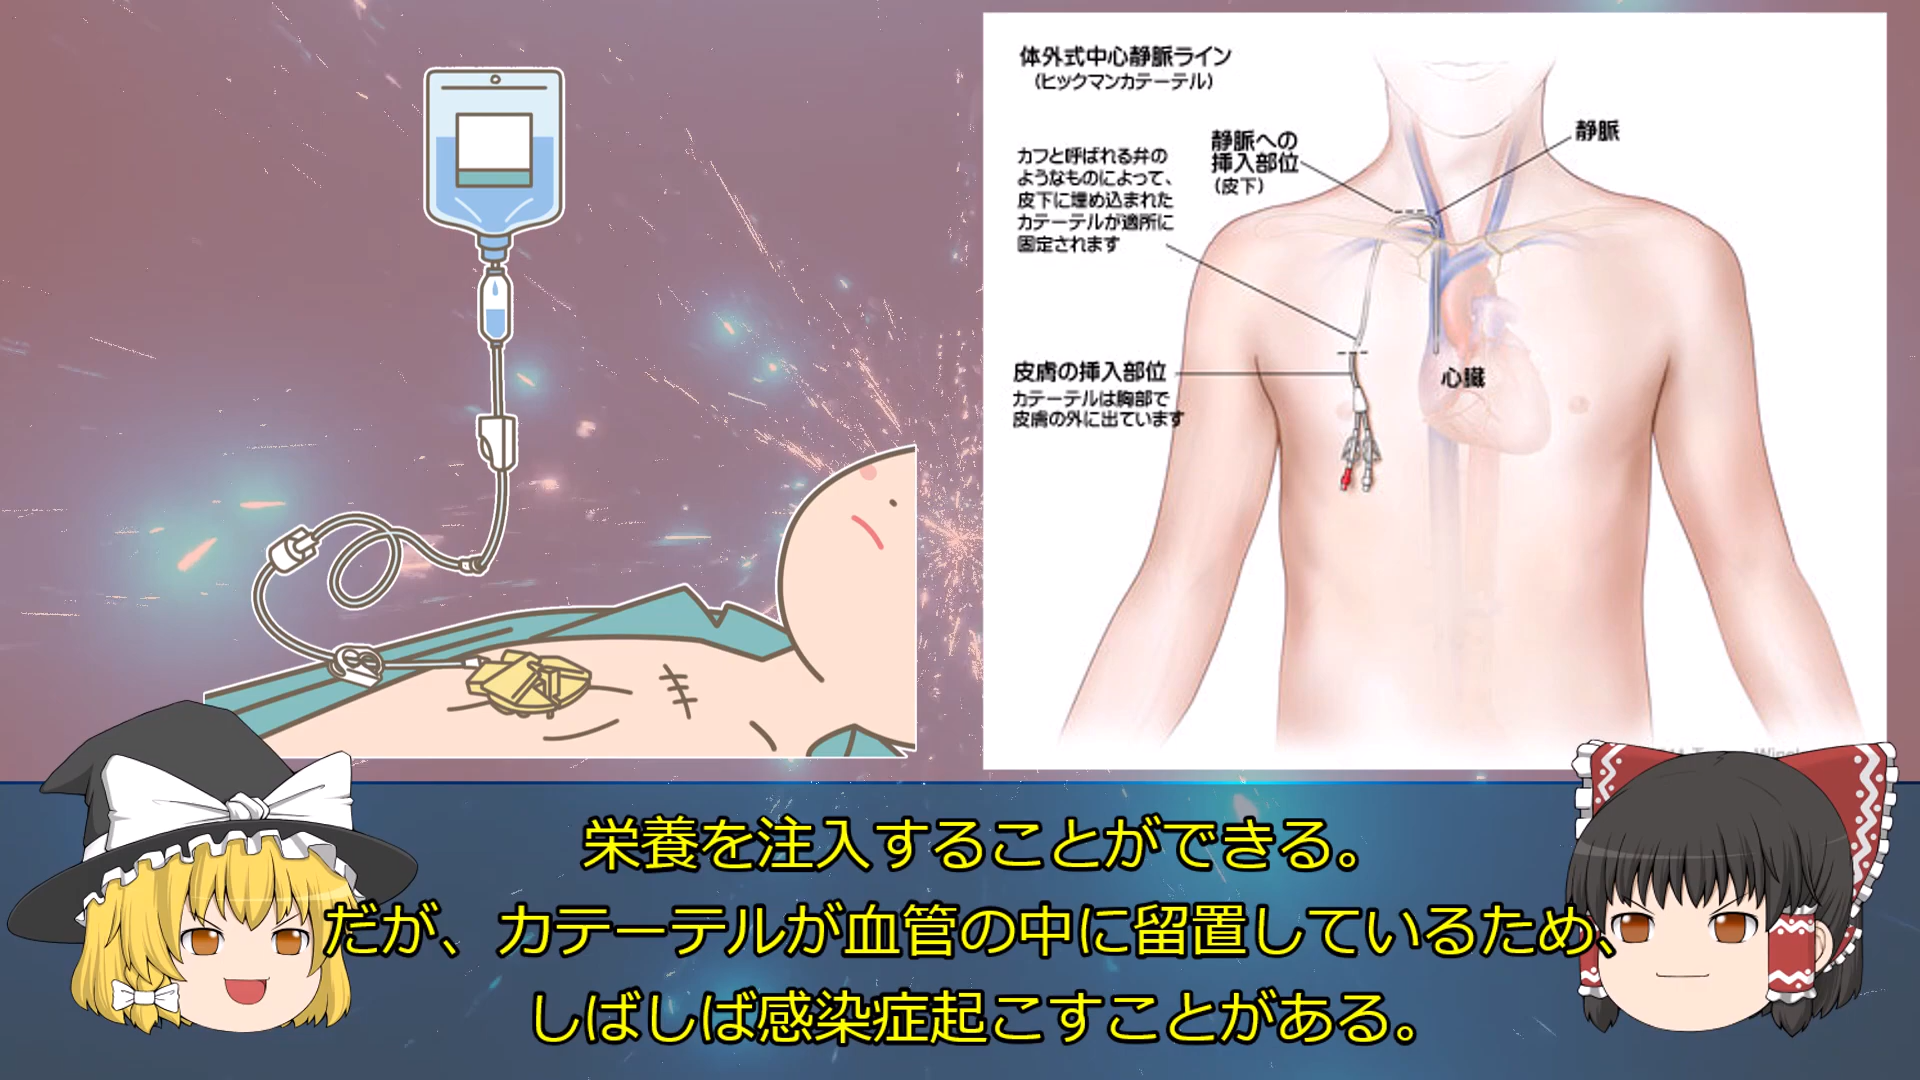 体外式中心静脈ライン
（ヒックマンカテーテル）
静脈
静脈への
挿入部位
（皮下）
カフと呼ばれる弁の
ようなものによって、
皮下に埋め込まれた
カテーテルが適所に
固定されます
皮膚の挿入部位
カテーテルは胸部で
皮膚の外に出ています
心臓
栄養を注入することができる。
だが、カテーテルが血管の中に留置しているため、
しばしば感染症起こすことがある。